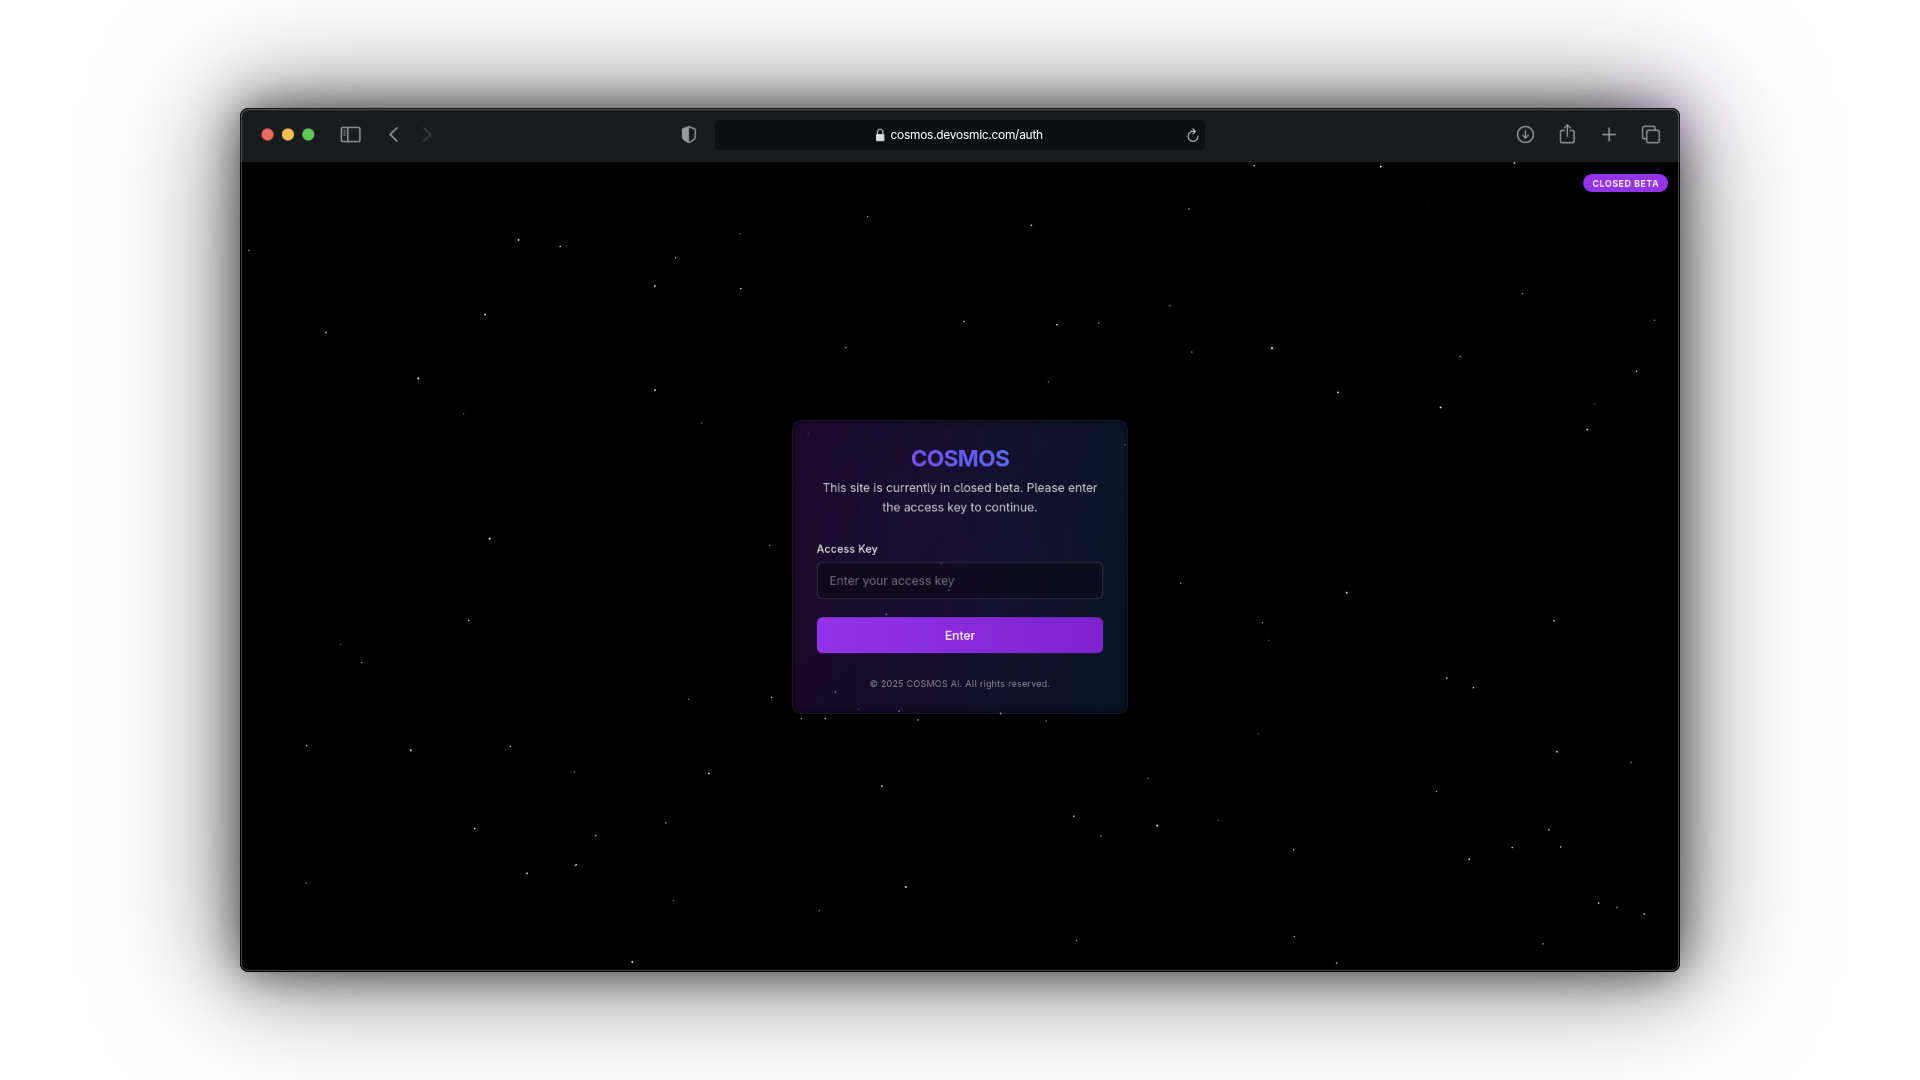 cosmos.devosmic.com/auth
CLOSED BETA
COSMOS
This site is currently in closed beta. Please enter
the access key to continue.
Access Key
Enter your access key
Enter
© 2025 COSMOS AI. All rights reserved.